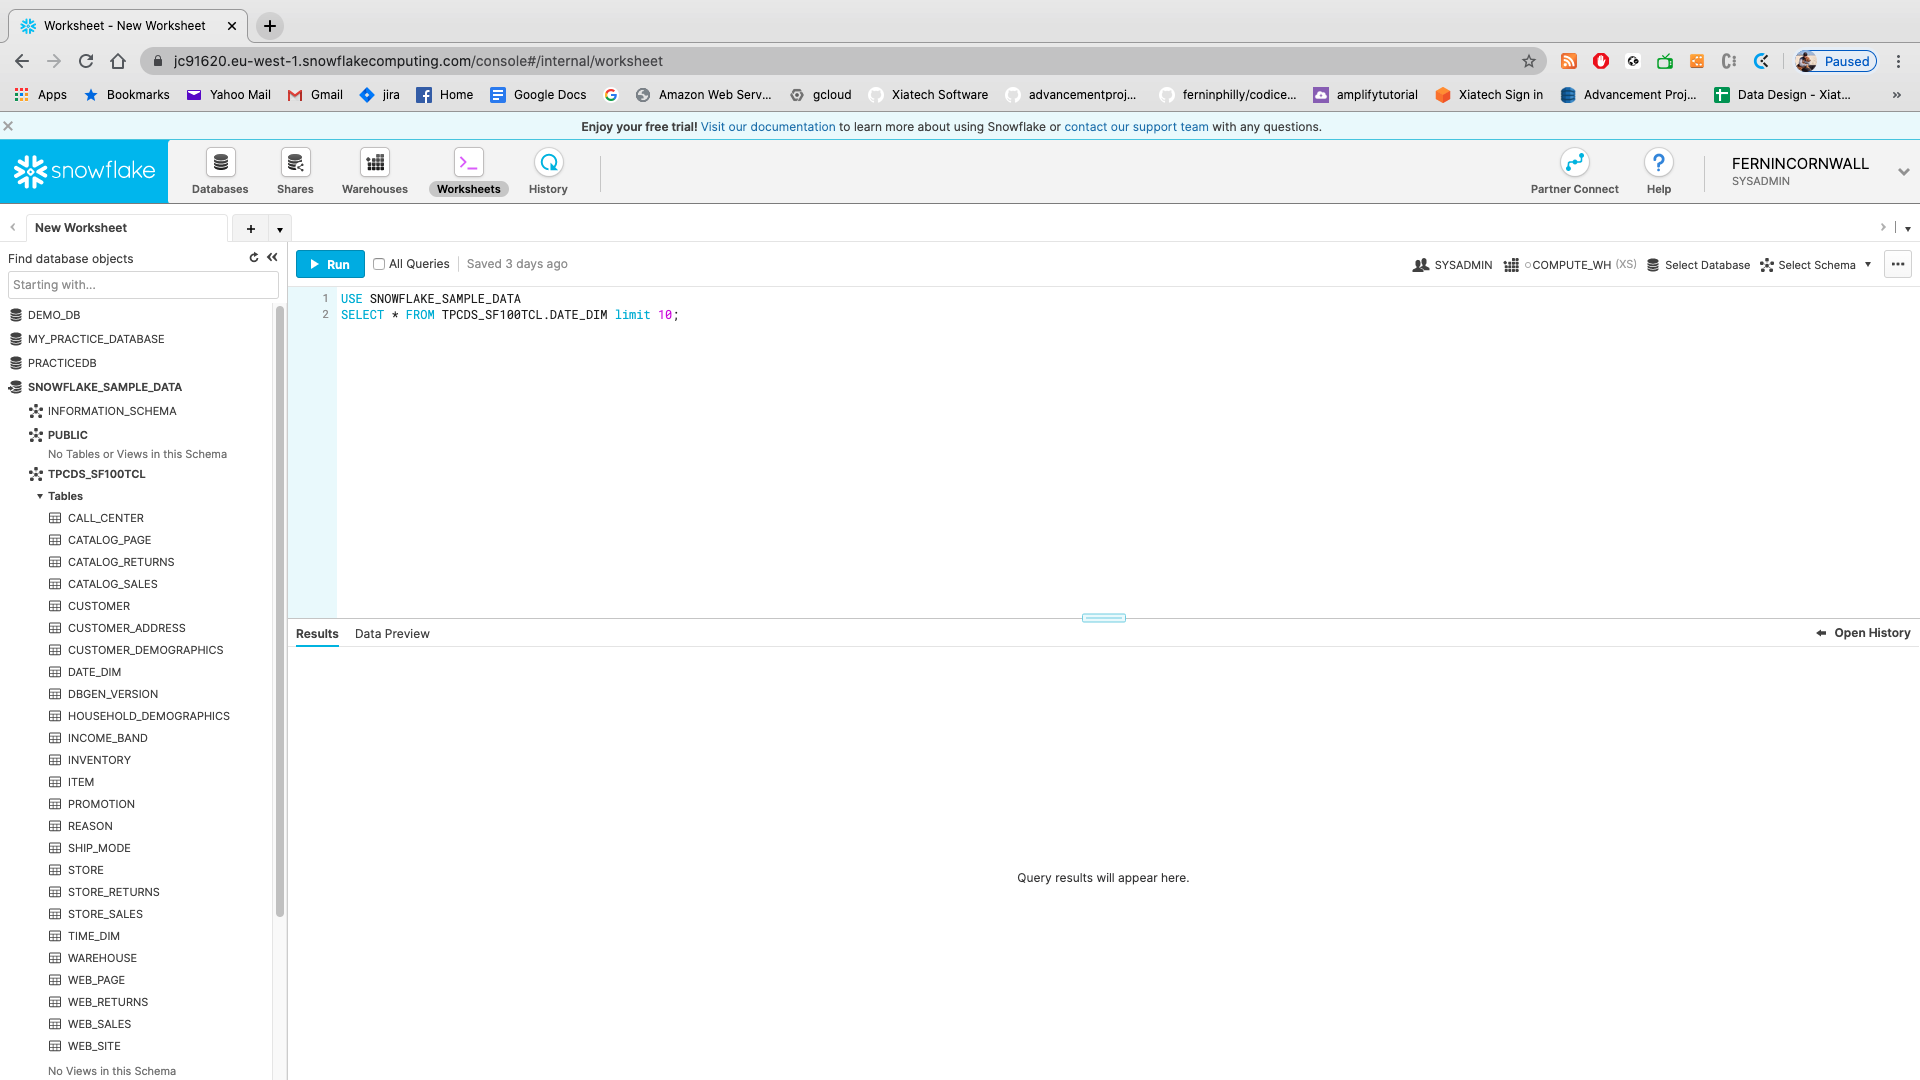 Worksheet - New Worksheet
jc91620.eu-west-1.snowflakecomputing.com/console#/internal/worksheet
Paused
Apps Bookmarks Yahoo Mail Gmail jira Home Google Docs Amazon Web Serv... gcloud Xiatech Software advancementproj... ferninphilly/codice... amplifytutorial Xiatech Sign in Advancement Proj... Data Design - Xiat... »
Enjoy your free trial! Visit our documentation to learn more about using Snowflake or contact our support team with any questions.
snowflake
Databases Shares Warehouses Worksheets History
Partner Connect Help
FERNINCORNWALL
SYSADMIN
New Worksheet
Find database objects
Starting with...
Run All Queries Saved 3 days ago
SYSADMIN COMPUTE_WH (XS) Select Database Select Schema
1 USE SNOWFLAKE_SAMPLE_DATA
2 SELECT * FROM TPCDS_SF100TCL.DATE_DIM limit 10;
DEMO_DB
MY_PRACTICE_DATABASE
PRACTICEDB
SNOWFLAKE_SAMPLE_DATA
INFORMATION_SCHEMA
PUBLIC
No Tables or Views in this Schema
TPCDS_SF100TCL
Tables
CALL_CENTER
CATALOG_PAGE
CATALOG_RETURNS
CATALOG_SALES
CUSTOMER
CUSTOMER_ADDRESS
CUSTOMER_DEMOGRAPHICS
DATE_DIM
DBGEN_VERSION
HOUSEHOLD_DEMOGRAPHICS
INCOME_BAND
INVENTORY
ITEM
PROMOTION
REASON
SHIP_MODE
STORE
STORE_RETURNS
STORE_SALES
TIME_DIM
WAREHOUSE
WEB_PAGE
WEB_RETURNS
WEB_SALES
WEB_SITE
No Views in this Schema
Results Data Preview
Open History
Query results will appear here.